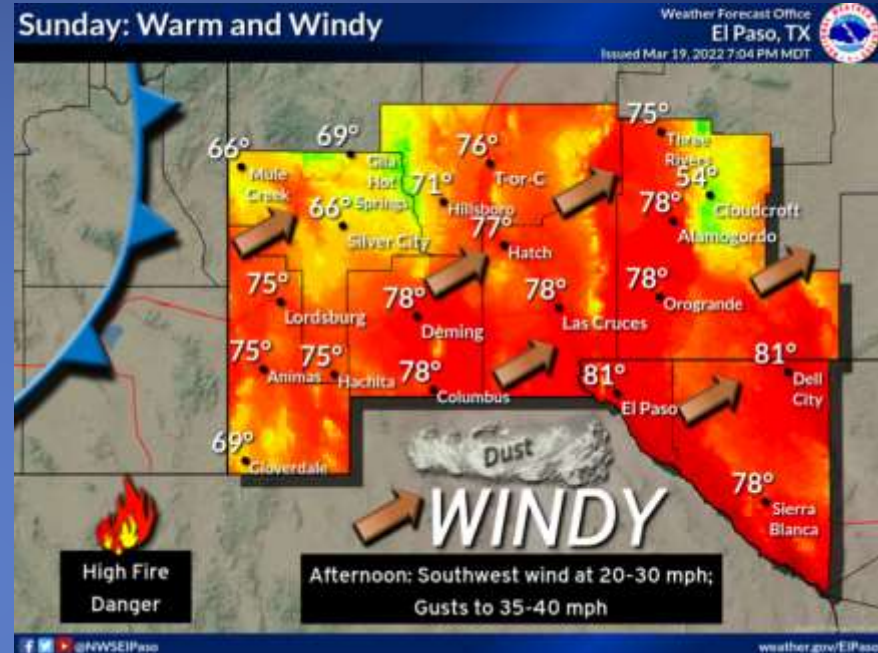 Sunday: Warm and Windy
Weather Forecast Office
El Paso, TX
Issued Mar 19, 2022 7:04 PM MDT
75°
Three
Rivers
69°
66°
Mule
Creek
Gila
Hot
Springs
76°
T-or-C
71°
Hillsboro
54°
Cloudcroft
66°
Silver City
78°
Alamogordo
77°
Hatch
75°
Lordsburg
78°
Deming
78°
Las Cruces
78°
Orogrande
75°
Animas
75°
Hachita
78°
Columbus
81°
El Paso
81°
Dell
City
69°
Cloverdale
Dust
WINDY
78°
Sierra
Blanca
High Fire
Danger
Afternoon: Southwest wind at 20-30 mph;
Gusts to 35-40 mph
@NWSElPaso
weather.gov/ElPaso